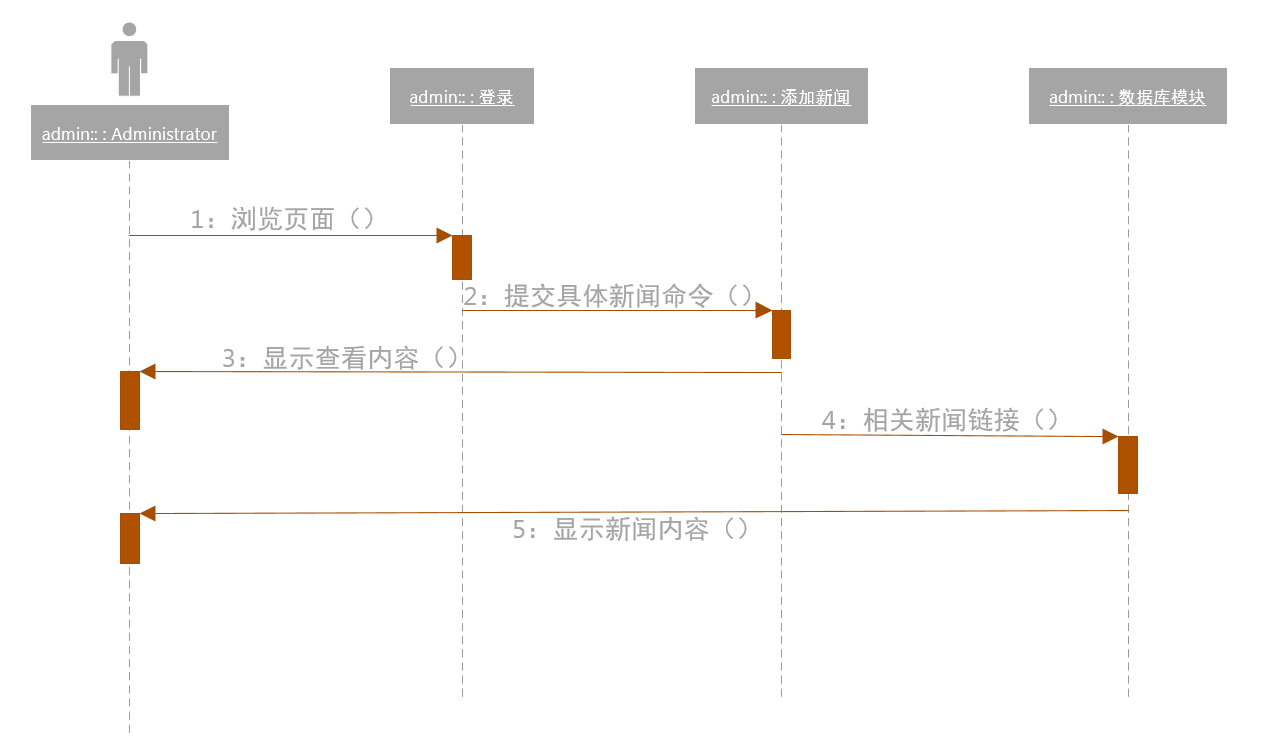 admin:: : Administrator
admin:: : 登录
admin:: : 添加新闻
admin:: : 数据库模块
1: 浏览页面（）
2: 提交具体新闻命令（）
3: 显示查看内容（）
4: 相关新闻链接（）
5: 显示新闻内容（）